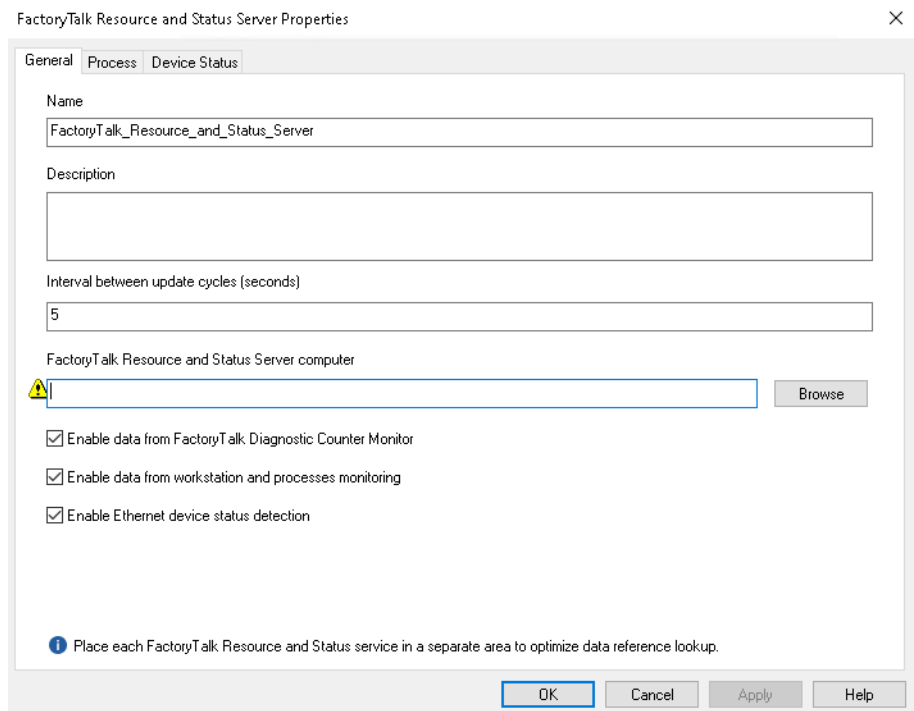 FactoryTalk Resource and Status Server Properties
General Process Device Status
Name
FactoryTalk_Resource_and_Status_Server
Description
Interval between update cycles (seconds)
5
FactoryTalk Resource and Status Server computer
Browse
Enable data from FactoryTalk Diagnostic Counter Monitor
Enable data from workstation and processes monitoring
Enable Ethernet device status detection
Place each FactoryTalk Resource and Status service in a separate area to optimize data reference lookup.
OK Cancel Apply Help